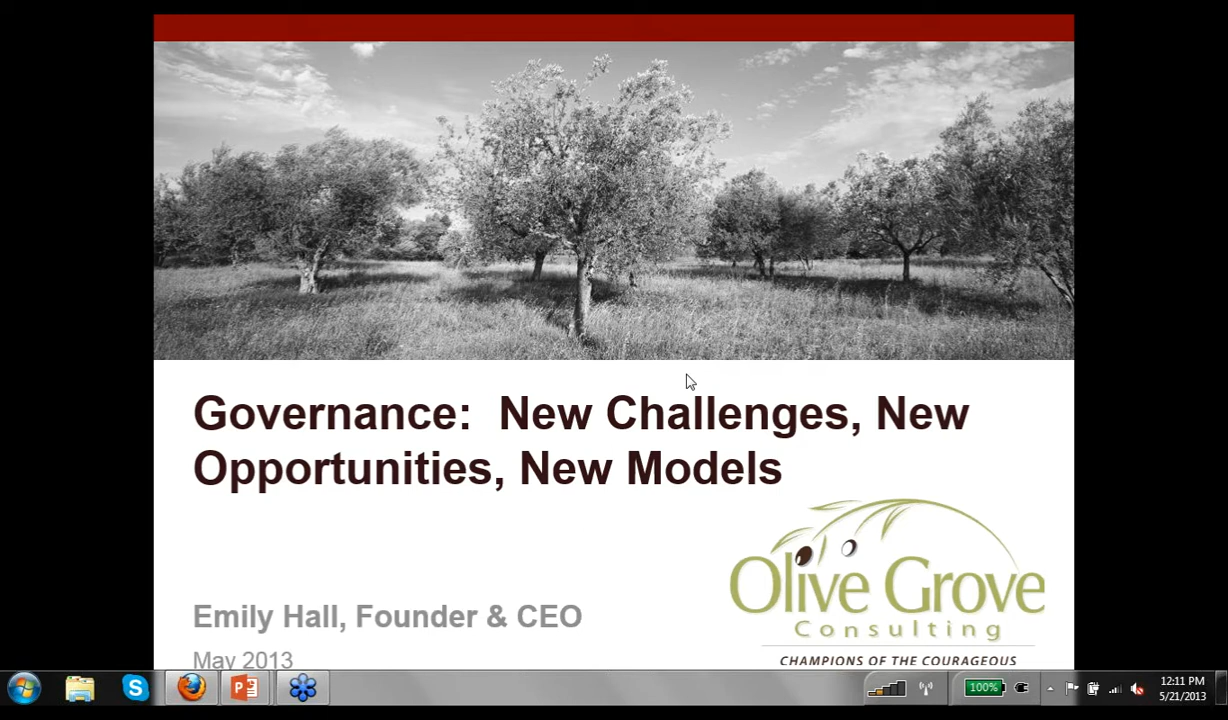 Governance: New Challenges, New
Opportunities, New Models
Olive Grove
Consulting
Emily Hall, Founder & CEO
May 2013
CHAMPIONS OF THE COURAGEOUS
100%
12:11 PM
5/21/2013